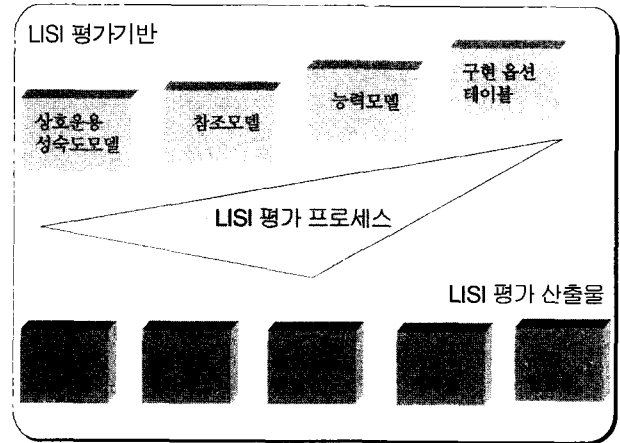 LISI 평가기반
상호운용
성숙도모델
참조모델
능력모델
구현 옵션
테이블
LISI 평가 프로세스
LISI 평가 산출물